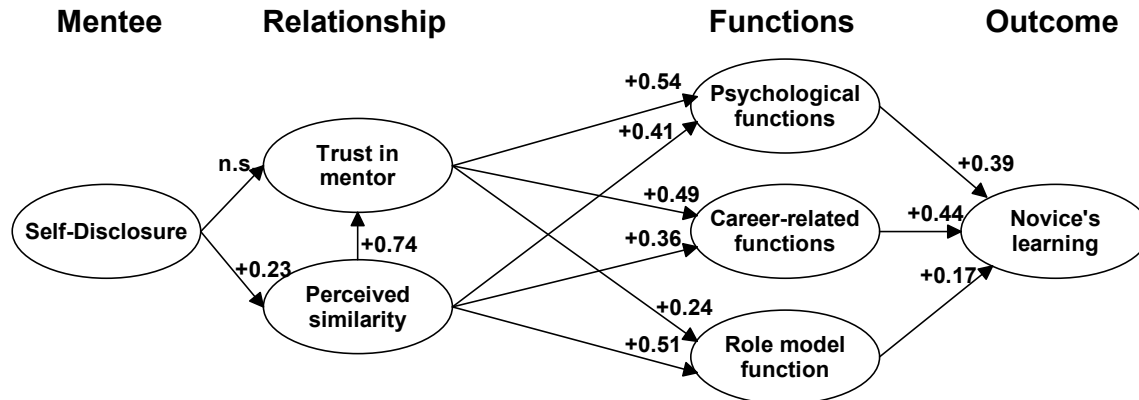 Mentee Relationship Functions Outcome
+0.54
Psychological
functions
+0.41
Trust in
mentor
n.s
+0.39
Self-Disclosure
+0.74
+0.49
Career-related
functions
+0.36
+0.44
Novice's
learning
+0.23
Perceived
similarity
+0.24
+0.51
Role model
function
+0.17